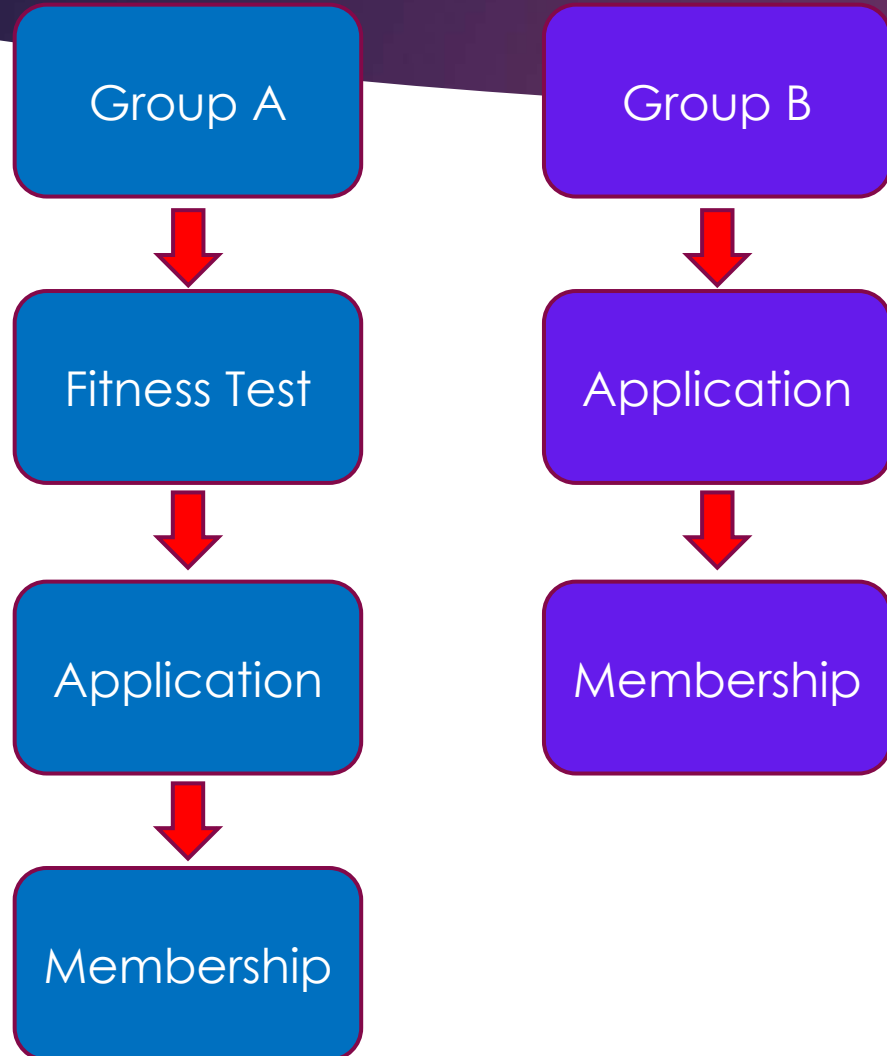 Group A
Group B
Fitness Test
Application
Application
Membership
Membership